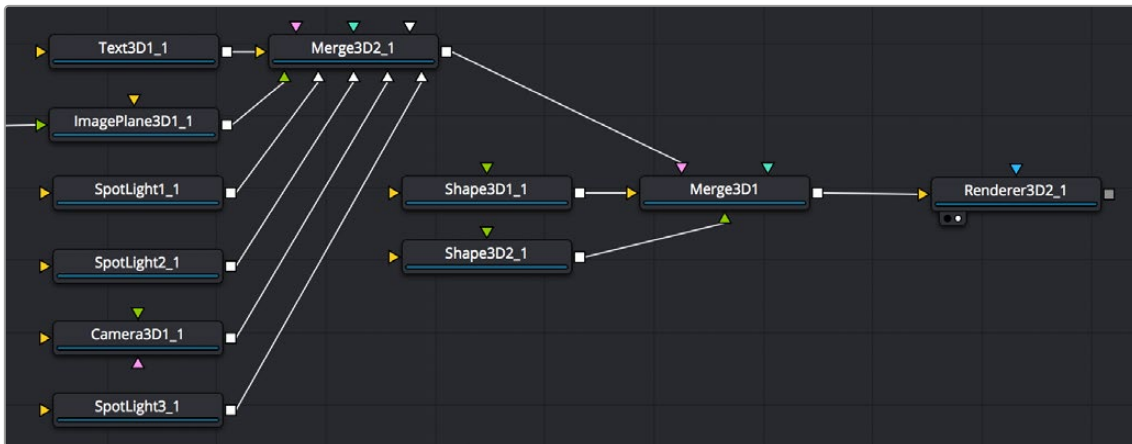 Text3D1_1
Merge3D2_1
ImagePlane3D1_1
SpotLight1_1
Shape3D1_1
Merge3D1
Renderer3D2_1
SpotLight2_1
Shape3D2_1
Camera3D1_1
SpotLight3_1